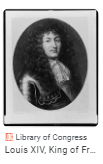 Library of Congress
Louis XIV, King of Fr...